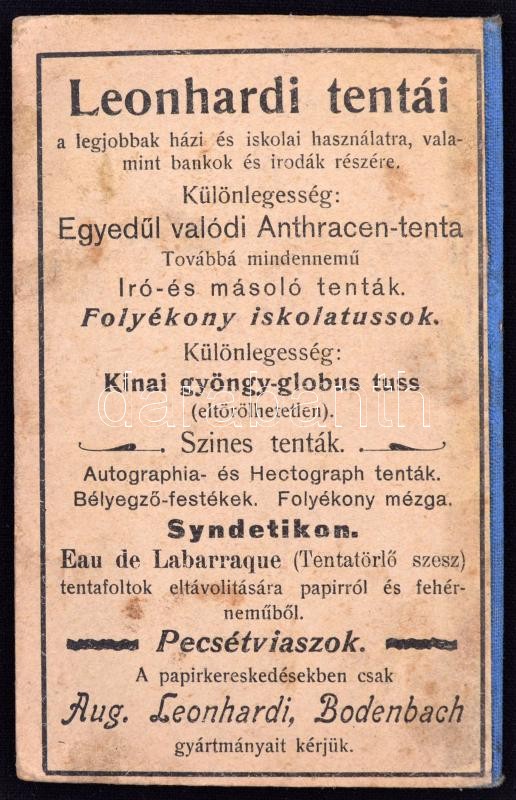 Leonhardi tentái
a legjobbak házi és iskolai használatra, vala-
mint bankok és irodák részére.
Különlegesség:
Egyedűl valódi Anthracen-tenta
Továbbá mindennemű
Iró-és másoló tenták.
Folyékony iskolatussok.
Különlegesség:
Kinai gyöngy-globus tuss
(eltörölhetetlen).
darabanth
Szines tenták.
Autographia- és Hectograph tenták.
Bélyegző-festékek. Folyékony mézga.
Syndetikon.
Eau de Labarraque (Tentatörlő szesz)
tentafoltok eltávolitására papirról és fehér-
neműből.
Pecsétviaszok.
A papirkereskedésekben csak
Aug. Leonhardi, Bodenbach
gyártmányait kérjük.